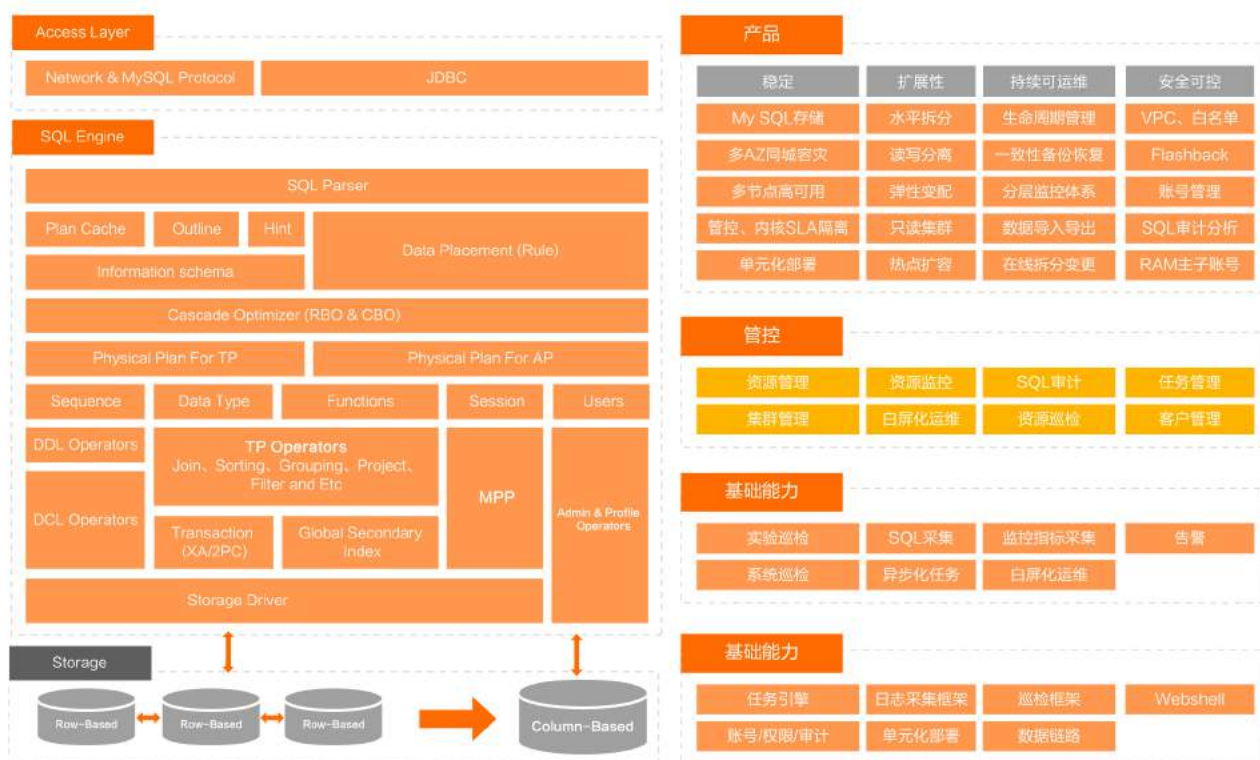 Access Layer
Network & MySQL Protocol
JDBC
SQL Engine
SQL Parser
Plan Cache
Outline
Hint
Data Placement (Rule)
Information schema
Cascade Optimizer (RBO & CBO)
Physical Plan For TP
Physical Plan For AP
Sequence
Data Type
Functions
Session
Users
DDL Operators
TP Operators
Join、Sorting、Grouping、Project、
Filter and Etc
MPP
Admin & Profile
Operators
DCL Operators
Transaction
(XA/2PC)
Global Secondary
Index
Storage Driver
Storage
Row-Based
Row-Based
Row-Based
Column-Based
产品
稳定
扩展性
持续可运维
安全可控
My SQL存储
水平拆分
生命周期管理
VPC、白名单
多AZ同城容灾
读写分离
一致性备份恢复
Flashback
多节点高可用
弹性变配
分层监控体系
账号管理
管控、内核SLA隔离
只读集群
数据导入导出
SQL审计分析
单元化部署
热点扩容
在线拆分变更
RAM主子账号
管控
资源管理
资源监控
SQL审计
任务管理
集群管理
白屏化运维
资源巡检
客户管理
基础能力
实验巡检
SQL采集
监控指标采集
告警
系统巡检
异步化任务
白屏化运维
基础能力
任务引擎
日志采集框架
巡检框架
Webshell
账号/权限/审计
单元化部署
数据链路